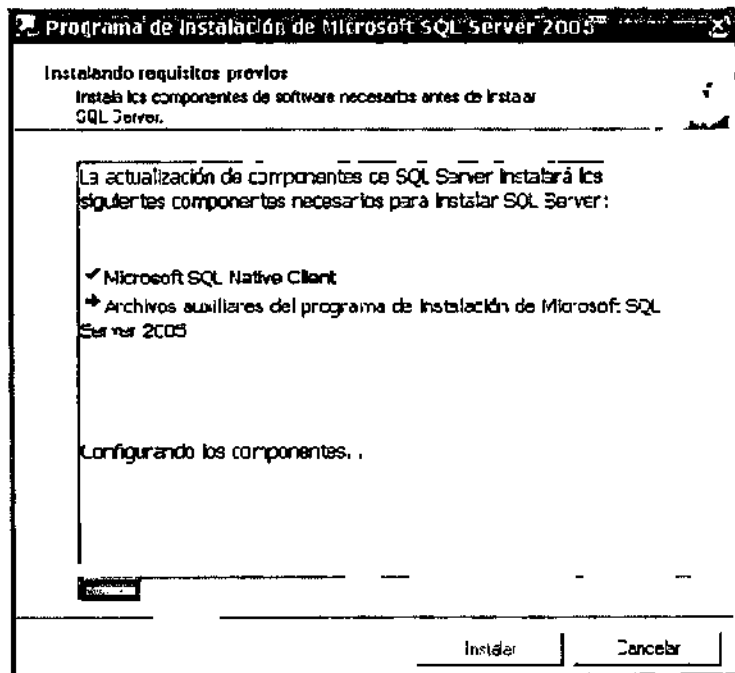 Programa de Instalación de Microsoft SQL Server 2005
Instalando requisitos previos
Instala los componentes de software necesarios antes de instalar
SQL Server.
La actualización de componentes de SQL Server instalará los
siguientes componentes necesarios para instalar SQL Server:
Microsoft SQL Native Client
Archivos auxiliares del programa de instalación de Microsoft SQL
Server 2005
Configurando los componentes...
Instalar
Cancelar